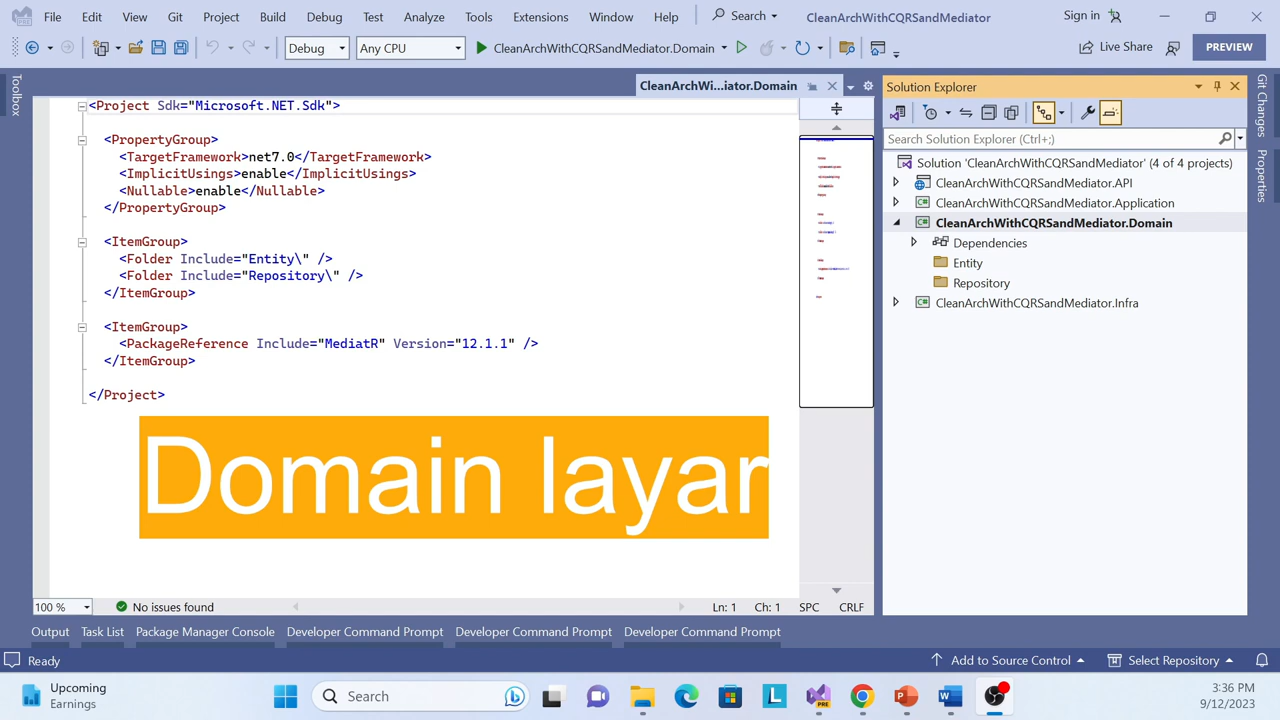 File Edit View Git Project Build Debug Test Analyze Tools Extensions Window Help Search CleanArchWithCQRSandMediator Sign in
Debug Any CPU CleanArchWithCQRSandMediator.Domain Live Share PREVIEW
Toolbox
CleanArchWi...iator.Domain
<Project Sdk="Microsoft.NET.Sdk">
<PropertyGroup>
<TargetFramework>net7.0</TargetFramework>
<ImplicitUsings>enable</ImplicitUsings>
<Nullable>enable</Nullable>
</PropertyGroup>
<ItemGroup>
<Folder Include="Entity\" />
<Folder Include="Repository\" />
</ItemGroup>
<ItemGroup>
<PackageReference Include="MediatR" Version="12.1.1" />
</ItemGroup>
</Project>
Domain layar
100 % No issues found Ln: 1 Ch: 1 SPC CRLF
Solution Explorer
Search Solution Explorer (Ctrl+;)
Solution 'CleanArchWithCQRSandMediator' (4 of 4 projects)
CleanArchWithCQRSandMediator.API
CleanArchWithCQRSandMediator.Application
CleanArchWithCQRSandMediator.Domain
Dependencies
Entity
Repository
CleanArchWithCQRSandMediator.Infra
Git Changes
Properties
Output Task List Package Manager Console Developer Command Prompt Developer Command Prompt Developer Command Prompt
Ready Add to Source Control Select Repository
Upcoming
Earnings
Search
3:36 PM
9/12/2023